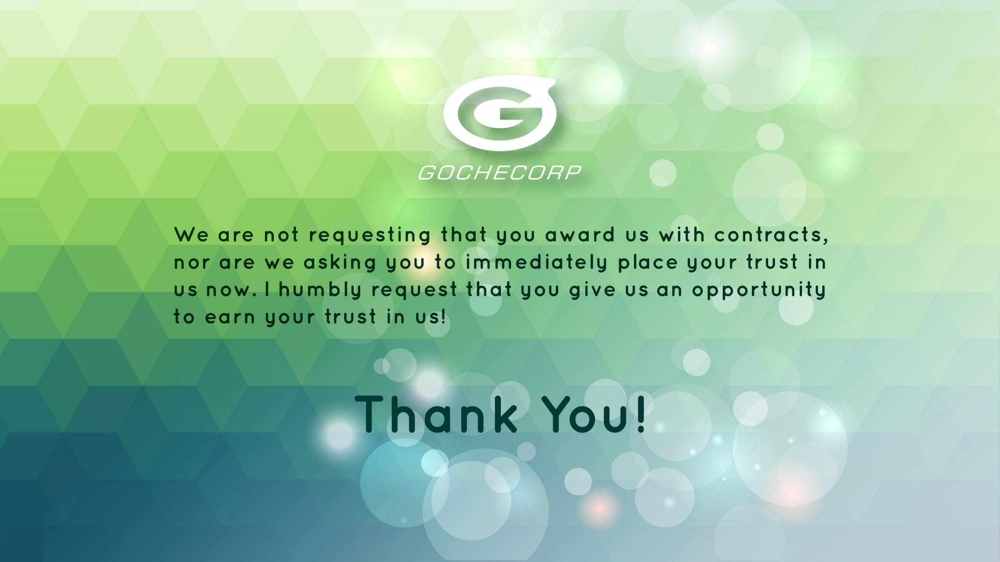 GOCHECORP
We are not requesting that you award us with contracts,
nor are we asking you to immediately place your trust in
us now. I humbly request that you give us an opportunity
to earn your trust in us!
Thank You!